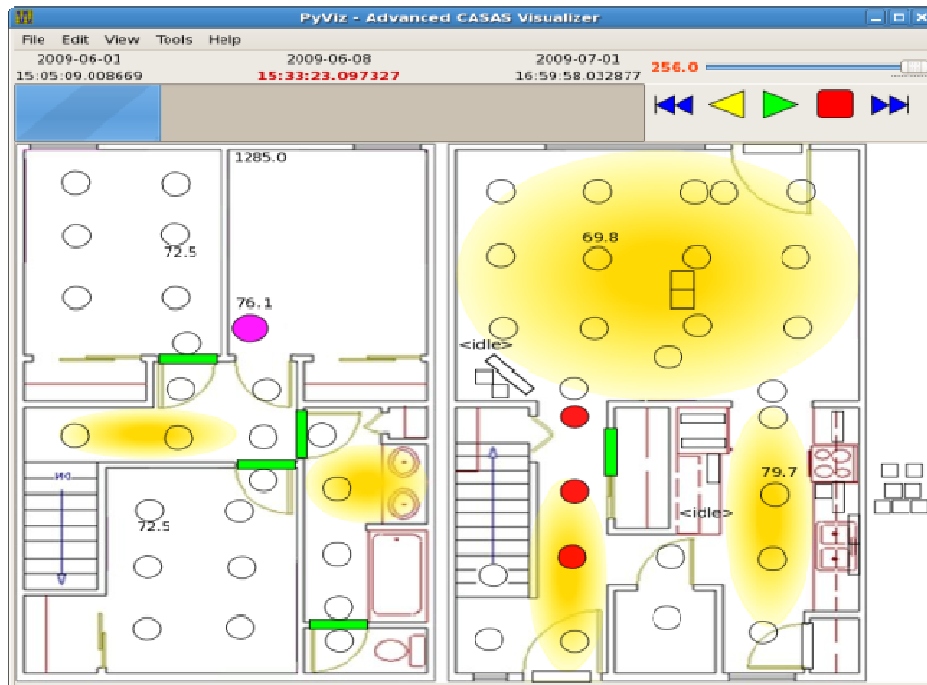 PyViz - Advanced CASAS Visualizer
File Edit View Tools Help
2009-06-01 2009-06-08 2009-07-01
15:05:09.008669 15:33:23.097327 16:59:58.032877 256.0
1285.0
72.5
76.1
69.8
<idle>
79.7
<idle>
72.5
DN